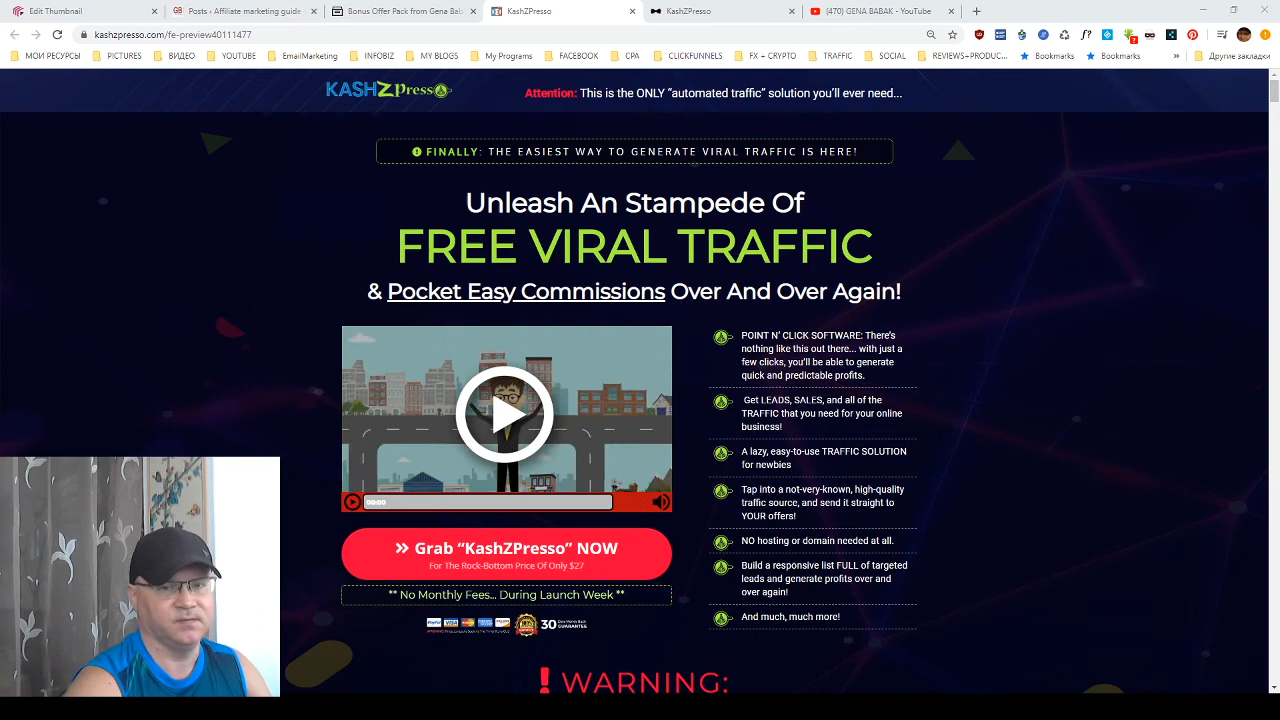 Edit Thumbnail
Posts ‹ Affiliate marketing guide
Bonus Offer Pack from Gena Bab
KashZPresso
KashZPresso
(470) GENA BABAK - YouTube
kashzpresso.com/fe-preview40111477
МОИ РЕСУРСЫ
PICTURES
ВИДЕО
YOUTUBE
EmailMarketing
INFOBIZ
MY BLOGS
My Programs
FACEBOOK
CPA
CLICKFUNNELS
FX + CRYPTO
TRAFFIC
SOCIAL
REVIEWS+PRODUC...
Bookmarks
Bookmarks
»
Другие закладки
KASHZPresso
Attention: This is the ONLY “automated traffic” solution you’ll ever need...
FINALLY: THE EASIEST WAY TO GENERATE VIRAL TRAFFIC IS HERE!
Unleash An Stampede Of
FREE VIRAL TRAFFIC
& Pocket Easy Commissions Over And Over Again!
00:00
Grab “KashZPresso” NOW
For The Rock-Bottom Price Of Only $27
** No Monthly Fees... During Launch Week **
PayPal
VISA
30
GUARANTEE
POINT N’ CLICK SOFTWARE: There’s
nothing like this out there... with just a
few clicks, you’ll be able to generate
quick and predictable profits.
Get LEADS, SALES, and all of the
TRAFFIC that you need for your online
business!
A lazy, easy-to-use TRAFFIC SOLUTION
for newbies
Tap into a not-very-known, high-quality
traffic source, and send it straight to
YOUR offers!
NO hosting or domain needed at all.
Build a responsive list FULL of targeted
leads and generate profits over and
over again!
And much, much more!
WARNING: